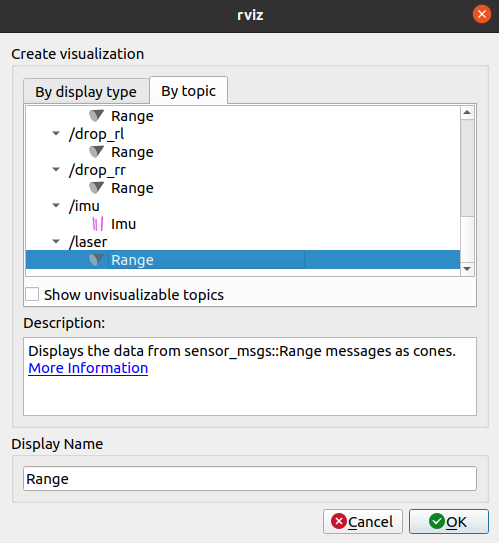 rviz
Create visualization
By display type
By topic
Range
/drop_rl
Range
/drop_rr
Range
/imu
Imu
/laser
Range
Show unvisualizable topics
Description:
Displays the data from sensor_msgs::Range messages as cones.
More Information
Display Name
Range
Cancel
OK